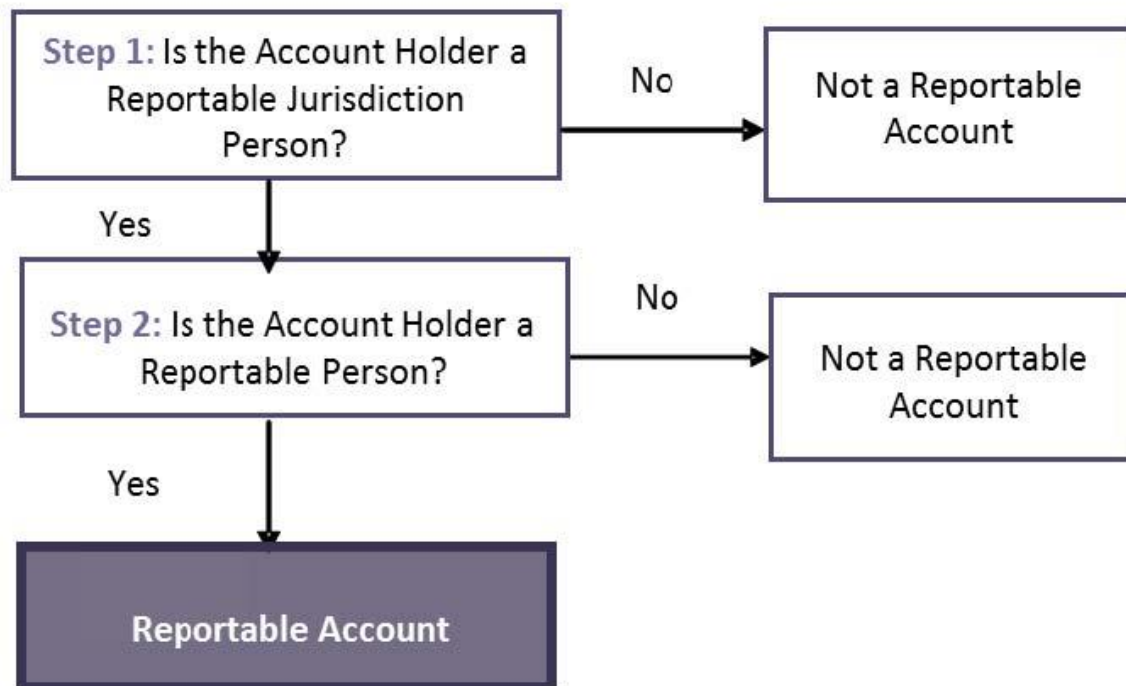 Step 1: Is the Account Holder a
Reportable Jurisdiction
Person?
No
Not a Reportable
Account
Yes
Step 2: Is the Account Holder a
Reportable Person?
No
Not a Reportable
Account
Yes
Reportable Account